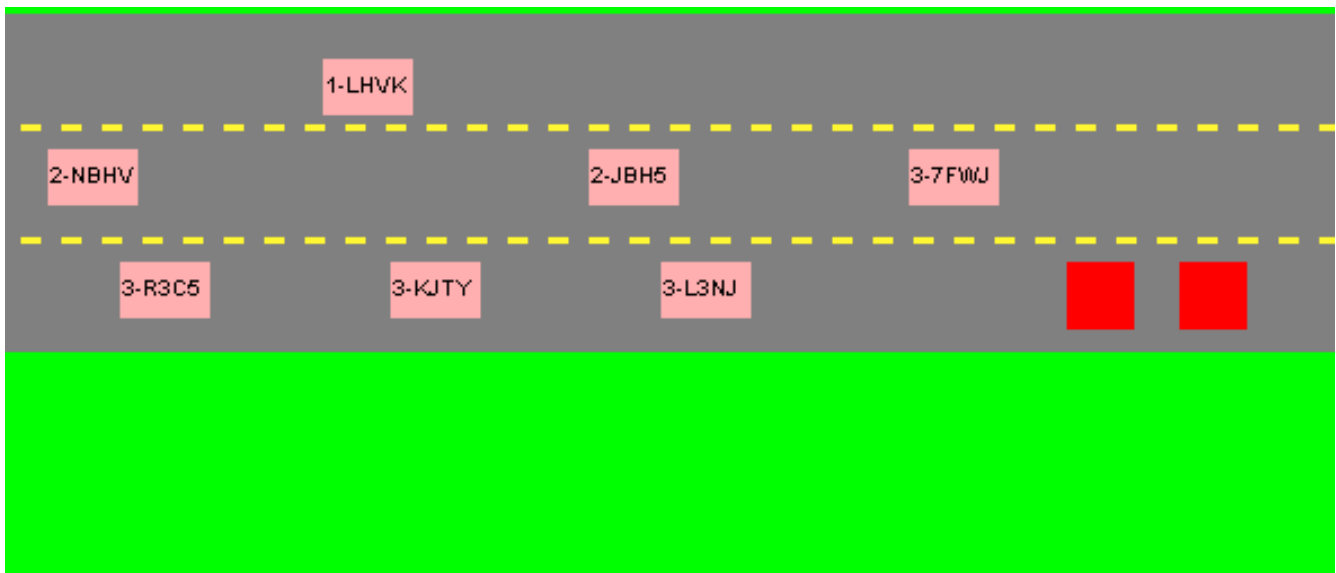 1-LHVK
2-NBHV
2-JBH5
3-7FWJ
3-R3C5
3-KJTY
3-L3NJ